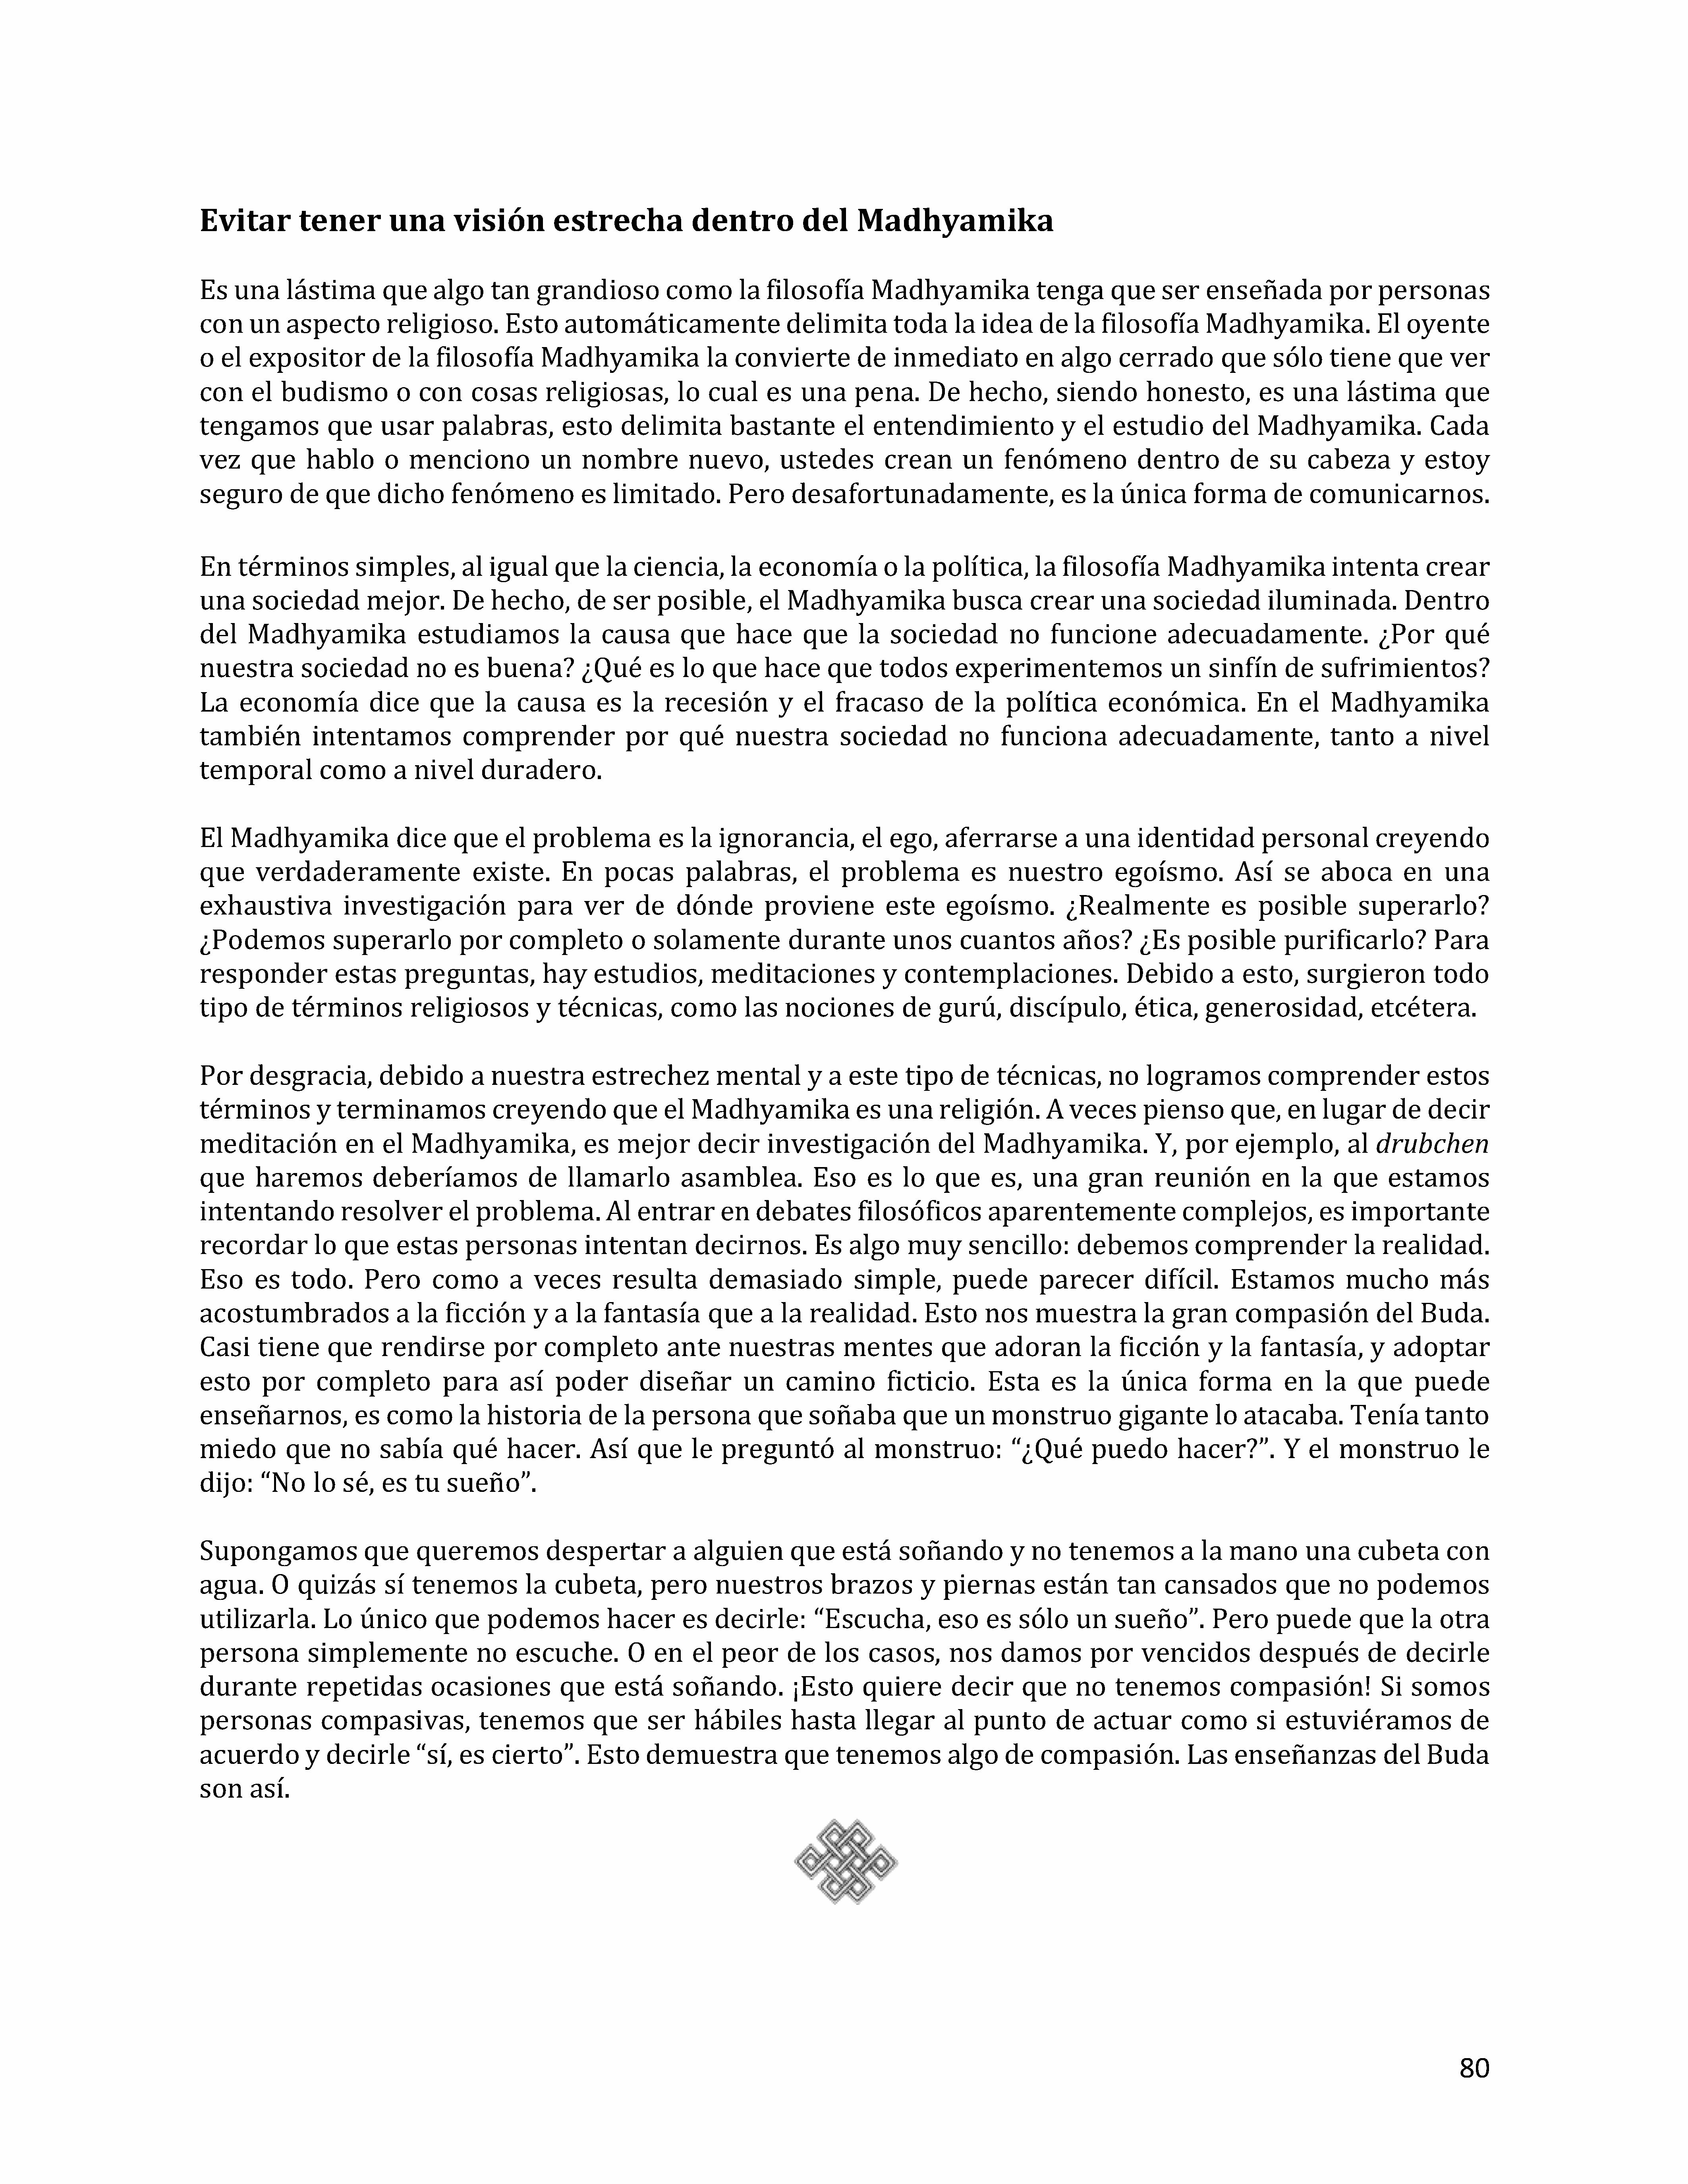 Evitar tener una visión estrecha dentro del Madhyamika
Es una lástima que algo tan grandioso como la filosofía Madhyamika tenga que ser enseñada por personas
con un aspecto religioso. Esto automáticamente delimita toda la idea de la filosofía Madhyamika. El oyente
o el expositor de la filosofía Madhyamika la convierte de inmediato en algo cerrado que sólo tiene que ver
con el budismo o con cosas religiosas, lo cual es una pena. De hecho, siendo honesto, es una lástima que
tengamos que usar palabras, esto delimita bastante el entendimiento y el estudio del Madhyamika. Cada
vez que hablo o menciono un nombre nuevo, ustedes crean un fenómeno dentro de su cabeza y estoy
seguro de que dicho fenómeno es limitado. Pero desafortunadamente, es la única forma de comunicarnos.
En términos simples, al igual que la ciencia, la economía o la política, la filosofía Madhyamika intenta crear
una sociedad mejor. De hecho, de ser posible, el Madhyamika busca crear una sociedad iluminada. Dentro
del Madhyamika estudiamos la causa que hace que la sociedad no funcione adecuadamente. ¿Por qué
nuestra sociedad no es buena? ¿Qué es lo que hace que todos experimentemos un sinfín de sufrimientos?
La economía dice que la causa es la recesión y el fracaso de la política económica. En el Madhyamika
también intentamos comprender por qué nuestra sociedad no funciona adecuadamente, tanto a nivel
temporal como a nivel duradero.
El Madhyamika dice que el problema es la ignorancia, el ego, aferrarse a una identidad personal creyendo
que verdaderamente existe. En pocas palabras, el problema es nuestro egoísmo. Así se aboca en una
exhaustiva investigación para ver de dónde proviene este egoísmo. ¿Realmente es posible superarlo?
¿Podemos superarlo por completo o solamente durante unos cuantos años? ¿Es posible purificarlo? Para
responder estas preguntas, hay estudios, meditaciones y contemplaciones. Debido a esto, surgieron todo
tipo de términos religiosos y técnicas, como las nociones de gurú, discípulo, ética, generosidad, etcétera.
Por desgracia, debido a nuestra estrechez mental y a este tipo de técnicas, no logramos comprender estos
términos y terminamos creyendo que el Madhyamika es una religión. A veces pienso que, en lugar de decir
meditación en el Madhyamika, es mejor decir investigación del Madhyamika. Y, por ejemplo, al drubchen
que haremos deberíamos de llamarlo asamblea. Eso es lo que es, una gran reunión en la que estamos
intentando resolver el problema. Al entrar en debates filosóficos aparentemente complejos, es importante
recordar lo que estas personas intentan decirnos. Es algo muy sencillo: debemos comprender la realidad.
Eso es todo. Pero como a veces resulta demasiado simple, puede parecer difícil. Estamos mucho más
acostumbrados a la ficción y a la fantasía que a la realidad. Esto nos muestra la gran compasión del Buda.
Casi tiene que rendirse por completo ante nuestras mentes que adoran la ficción y la fantasía, y adoptar
esto por completo para así poder diseñar un camino ficticio. Esta es la única forma en la que puede
enseñarnos, es como la historia de la persona que soñaba que un monstruo gigante lo atacaba. Tenía tanto
miedo que no sabía qué hacer. Así que le preguntó al monstruo: “¿Qué puedo hacer?”. Y el monstruo le
dijo: “No lo sé, es tu sueño”.
Supongamos que queremos despertar a alguien que está soñando y no tenemos a la mano una cubeta con
agua. O quizás sí tenemos la cubeta, pero nuestros brazos y piernas están tan cansados que no podemos
utilizarla. Lo único que podemos hacer es decirle: “Escucha, eso es sólo un sueño”. Pero puede que la otra
persona simplemente no escuche. O en el peor de los casos, nos damos por vencidos después de decirle
durante repetidas ocasiones que está soñando. ¡Esto quiere decir que no tenemos compasión! Si somos
personas compasivas, tenemos que ser hábiles hasta llegar al punto de actuar como si estuviéramos de
acuerdo y decirle “sí, es cierto”. Esto demuestra que tenemos algo de compasión. Las enseñanzas del Buda
son así.
80